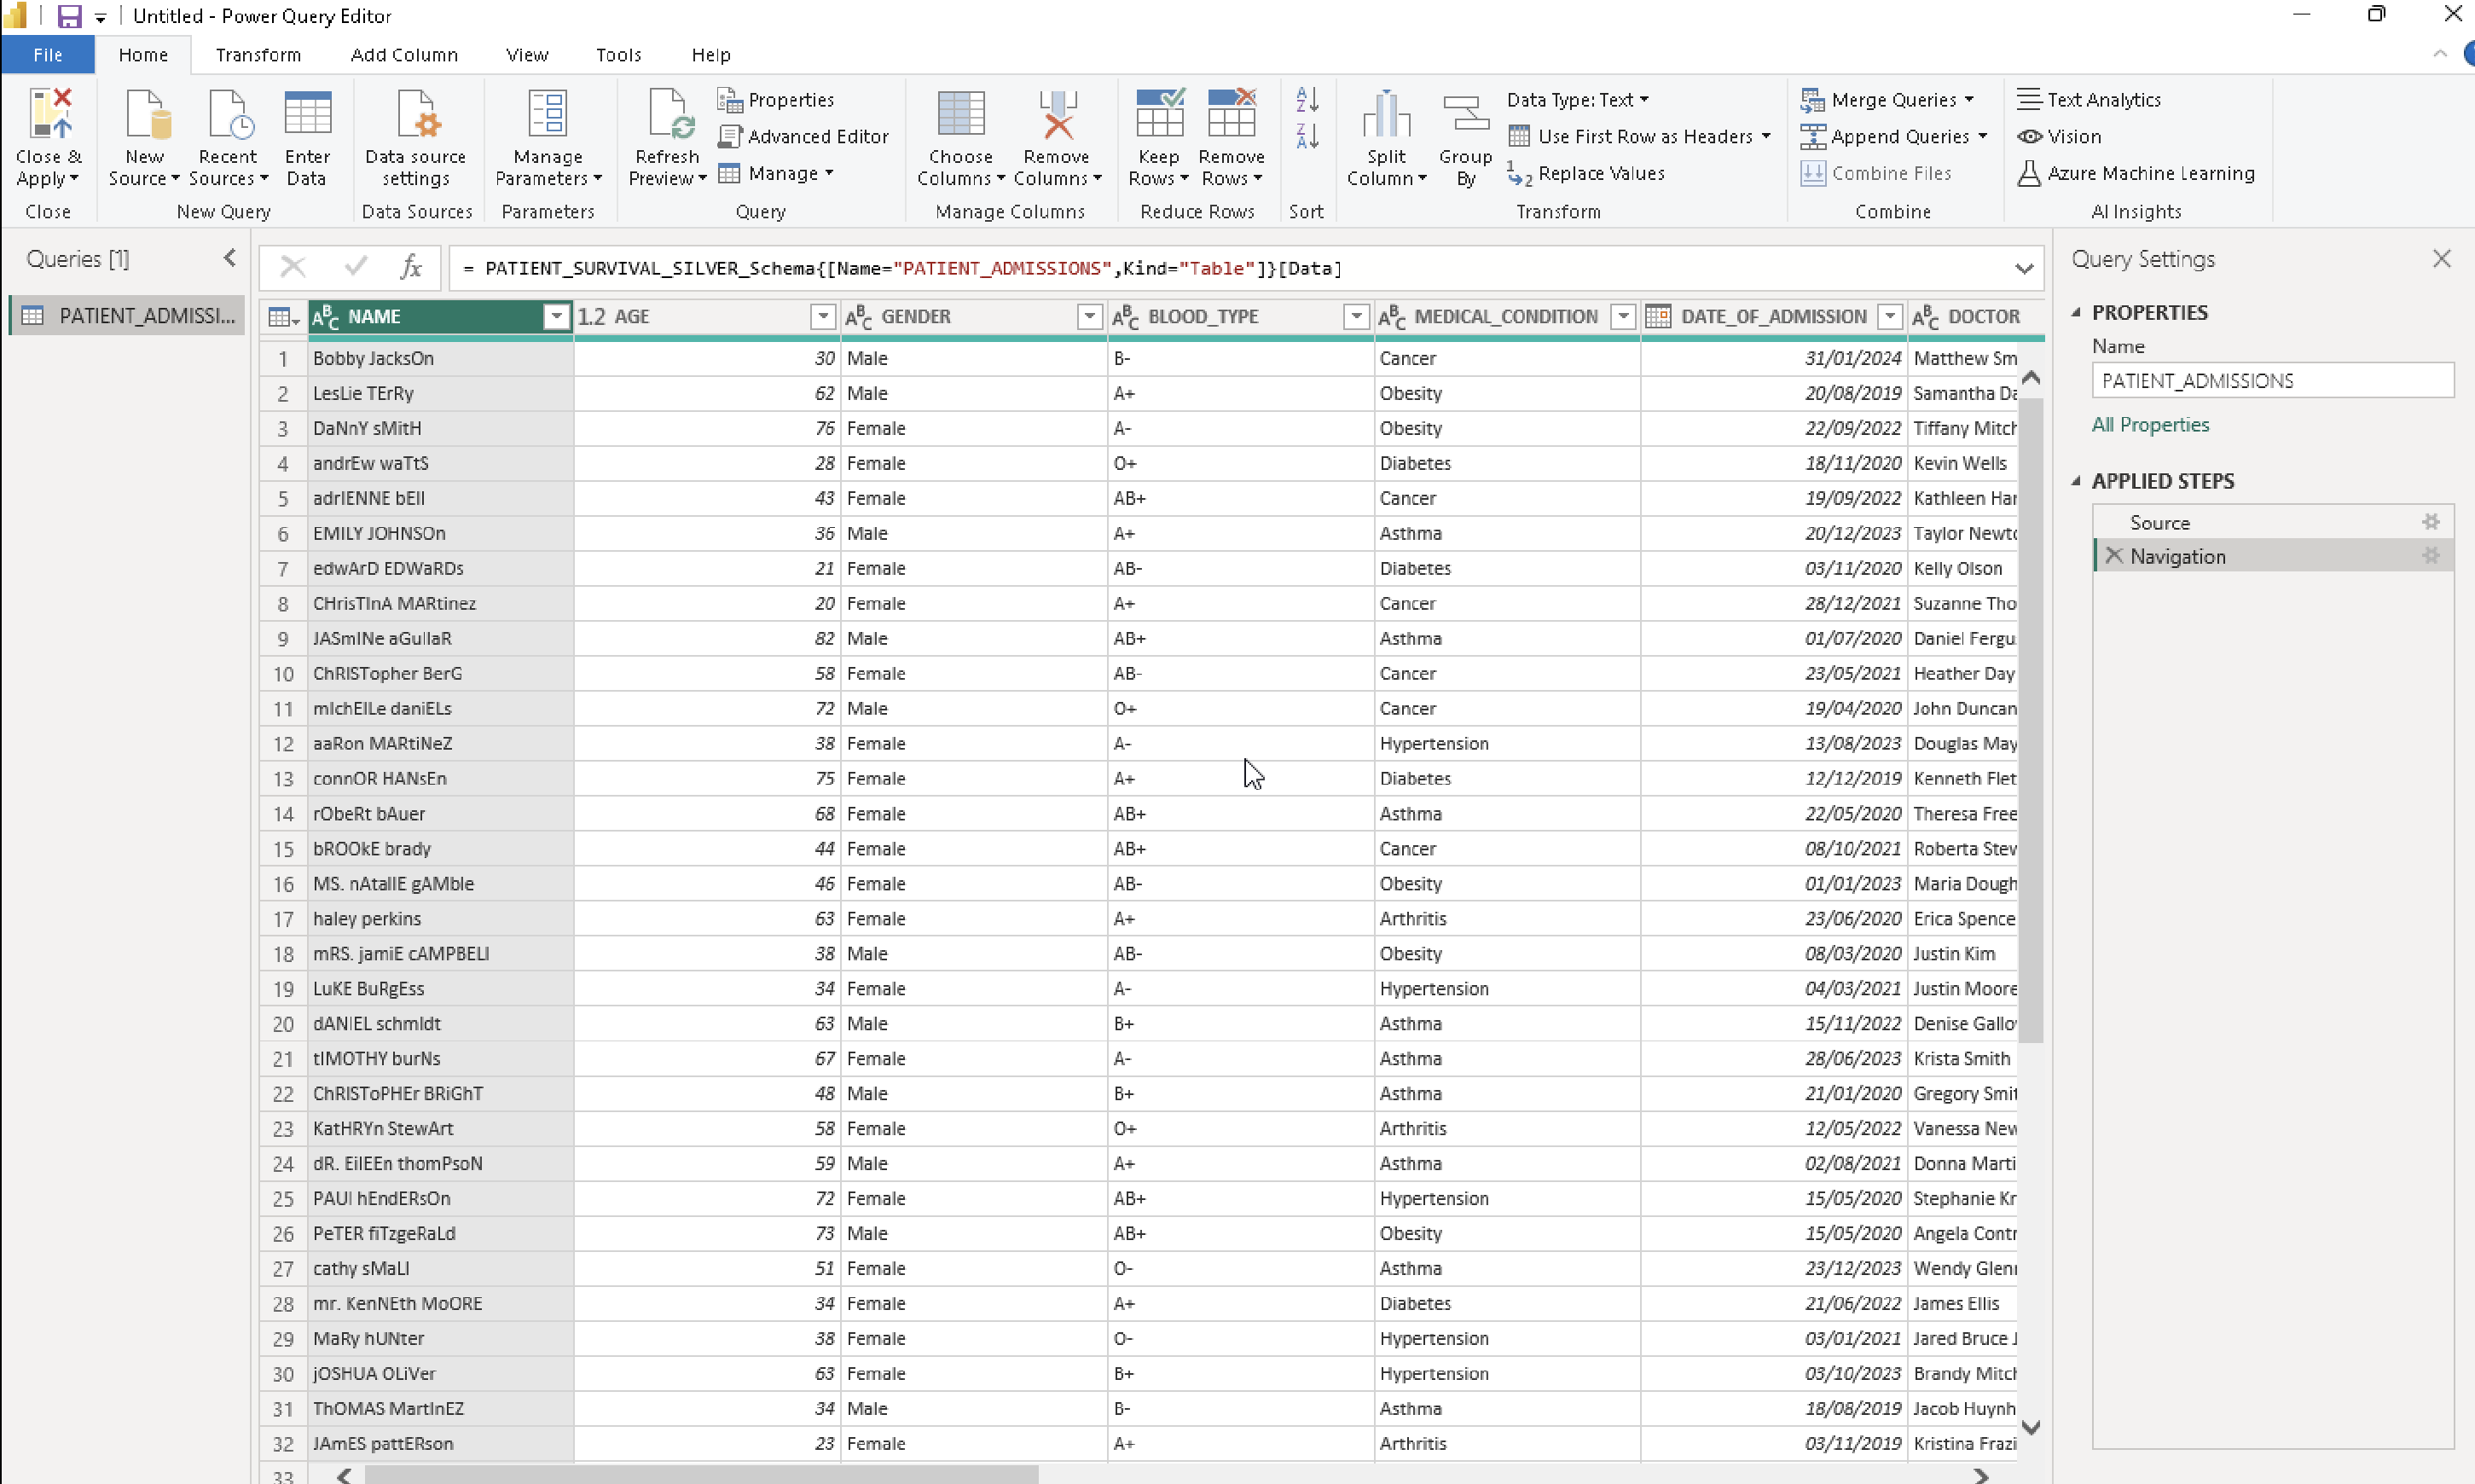 Untitled - Power Query Editor
File Home Transform Add Column View Tools Help
Close & Apply
New Source
Recent Sources
Enter Data
Data source settings
Manage Parameters
Refresh Preview
Properties
Advanced Editor
Manage
Choose Columns
Remove Columns
Keep Rows
Remove Rows
Split Column
Group By
Data Type: Text
Use First Row as Headers
Replace Values
Merge Queries
Append Queries
Combine Files
Text Analytics
Vision
Azure Machine Learning
Close New Query Data Sources Parameters Query Manage Columns Reduce Rows Sort Transform Combine AI Insights
Queries [1]
PATIENT_ADMISSI...
fx = PATIENT_SURVIVAL_SILVER_Schema{[Name="PATIENT_ADMISSIONS",Kind="Table"]}[Data]
ABC NAME 1.2 AGE ABC GENDER ABC BLOOD_TYPE ABC MEDICAL_CONDITION DATE_OF_ADMISSION ABC DOCTOR
1 Bobby JacksOn 30 Male B- Cancer 31/01/2024 Matthew Sm
2 LesLie TErRy 62 Male A+ Obesity 20/08/2019 Samantha Da
3 DaNnY sMitH 76 Female A- Obesity 22/09/2022 Tiffany Mitch
4 andrEw waTtS 28 Female O+ Diabetes 18/11/2020 Kevin Wells
5 adrIENNE bEll 43 Female AB+ Cancer 19/09/2022 Kathleen Har
6 EMILY JOHNSOn 36 Male A+ Asthma 20/12/2023 Taylor Newto
7 edwArD EDWaRDs 21 Female AB- Diabetes 03/11/2020 Kelly Olson
8 CHrisTInA MARtinez 20 Female A+ Cancer 28/12/2021 Suzanne Tho
9 JASmINe aGuIlaR 82 Male AB+ Asthma 01/07/2020 Daniel Fergu
10 ChRISTopher BerG 58 Female AB- Cancer 23/05/2021 Heather Day
11 mIchElLe daniELs 72 Male O+ Cancer 19/04/2020 John Duncan
12 aaRon MARtiNeZ 38 Female A- Hypertension 13/08/2023 Douglas May
13 connOR HANsEn 75 Female A+ Diabetes 12/12/2019 Kenneth Flet
14 rObeRt bAuer 68 Female AB+ Asthma 22/05/2020 Theresa Free
15 bROOkE brady 44 Female AB+ Cancer 08/10/2021 Roberta Stew
16 MS. nAtalIE gAMble 46 Female AB- Obesity 01/01/2023 Maria Dough
17 haley perkins 63 Female A+ Arthritis 23/06/2020 Erica Spence
18 mRS. jamiE cAMPBELl 38 Male AB- Obesity 08/03/2020 Justin Kim
19 LuKE BuRgEss 34 Female A- Hypertension 04/03/2021 Justin Moore
20 dANIEL schmIdt 63 Male B+ Asthma 15/11/2022 Denise Gallo
21 tIMOTHY burNs 67 Female A- Asthma 28/06/2023 Krista Smith
22 ChRISToPHEr BRiGhT 48 Male B+ Asthma 21/01/2020 Gregory Smit
23 KatHRYn StewArt 58 Female O+ Arthritis 12/05/2022 Vanessa New
24 dR. EilEEn thomPsoN 59 Male A+ Asthma 02/08/2021 Donna Marti
25 PAUl hEndERsOn 72 Female AB+ Hypertension 15/05/2020 Stephanie Kr
26 PeTER fiTzgeRaLd 73 Male AB+ Obesity 15/05/2020 Angela Contr
27 cathy sMaLl 51 Female O- Asthma 23/12/2023 Wendy Glenn
28 mr. KenNEth MoORE 34 Female A+ Diabetes 21/06/2022 James Ellis
29 MaRy hUNter 38 Female O- Hypertension 03/01/2021 Jared Bruce J
30 jOSHUA OLiVer 63 Female B+ Hypertension 03/10/2023 Brandy Mitch
31 ThOMAS MartInEZ 34 Male B- Asthma 18/08/2019 Jacob Huynh
32 JAmES pattERson 23 Female A+ Arthritis 03/11/2019 Kristina Frazi
33
Query Settings
PROPERTIES
Name
PATIENT_ADMISSIONS
All Properties
APPLIED STEPS
Source
Navigation